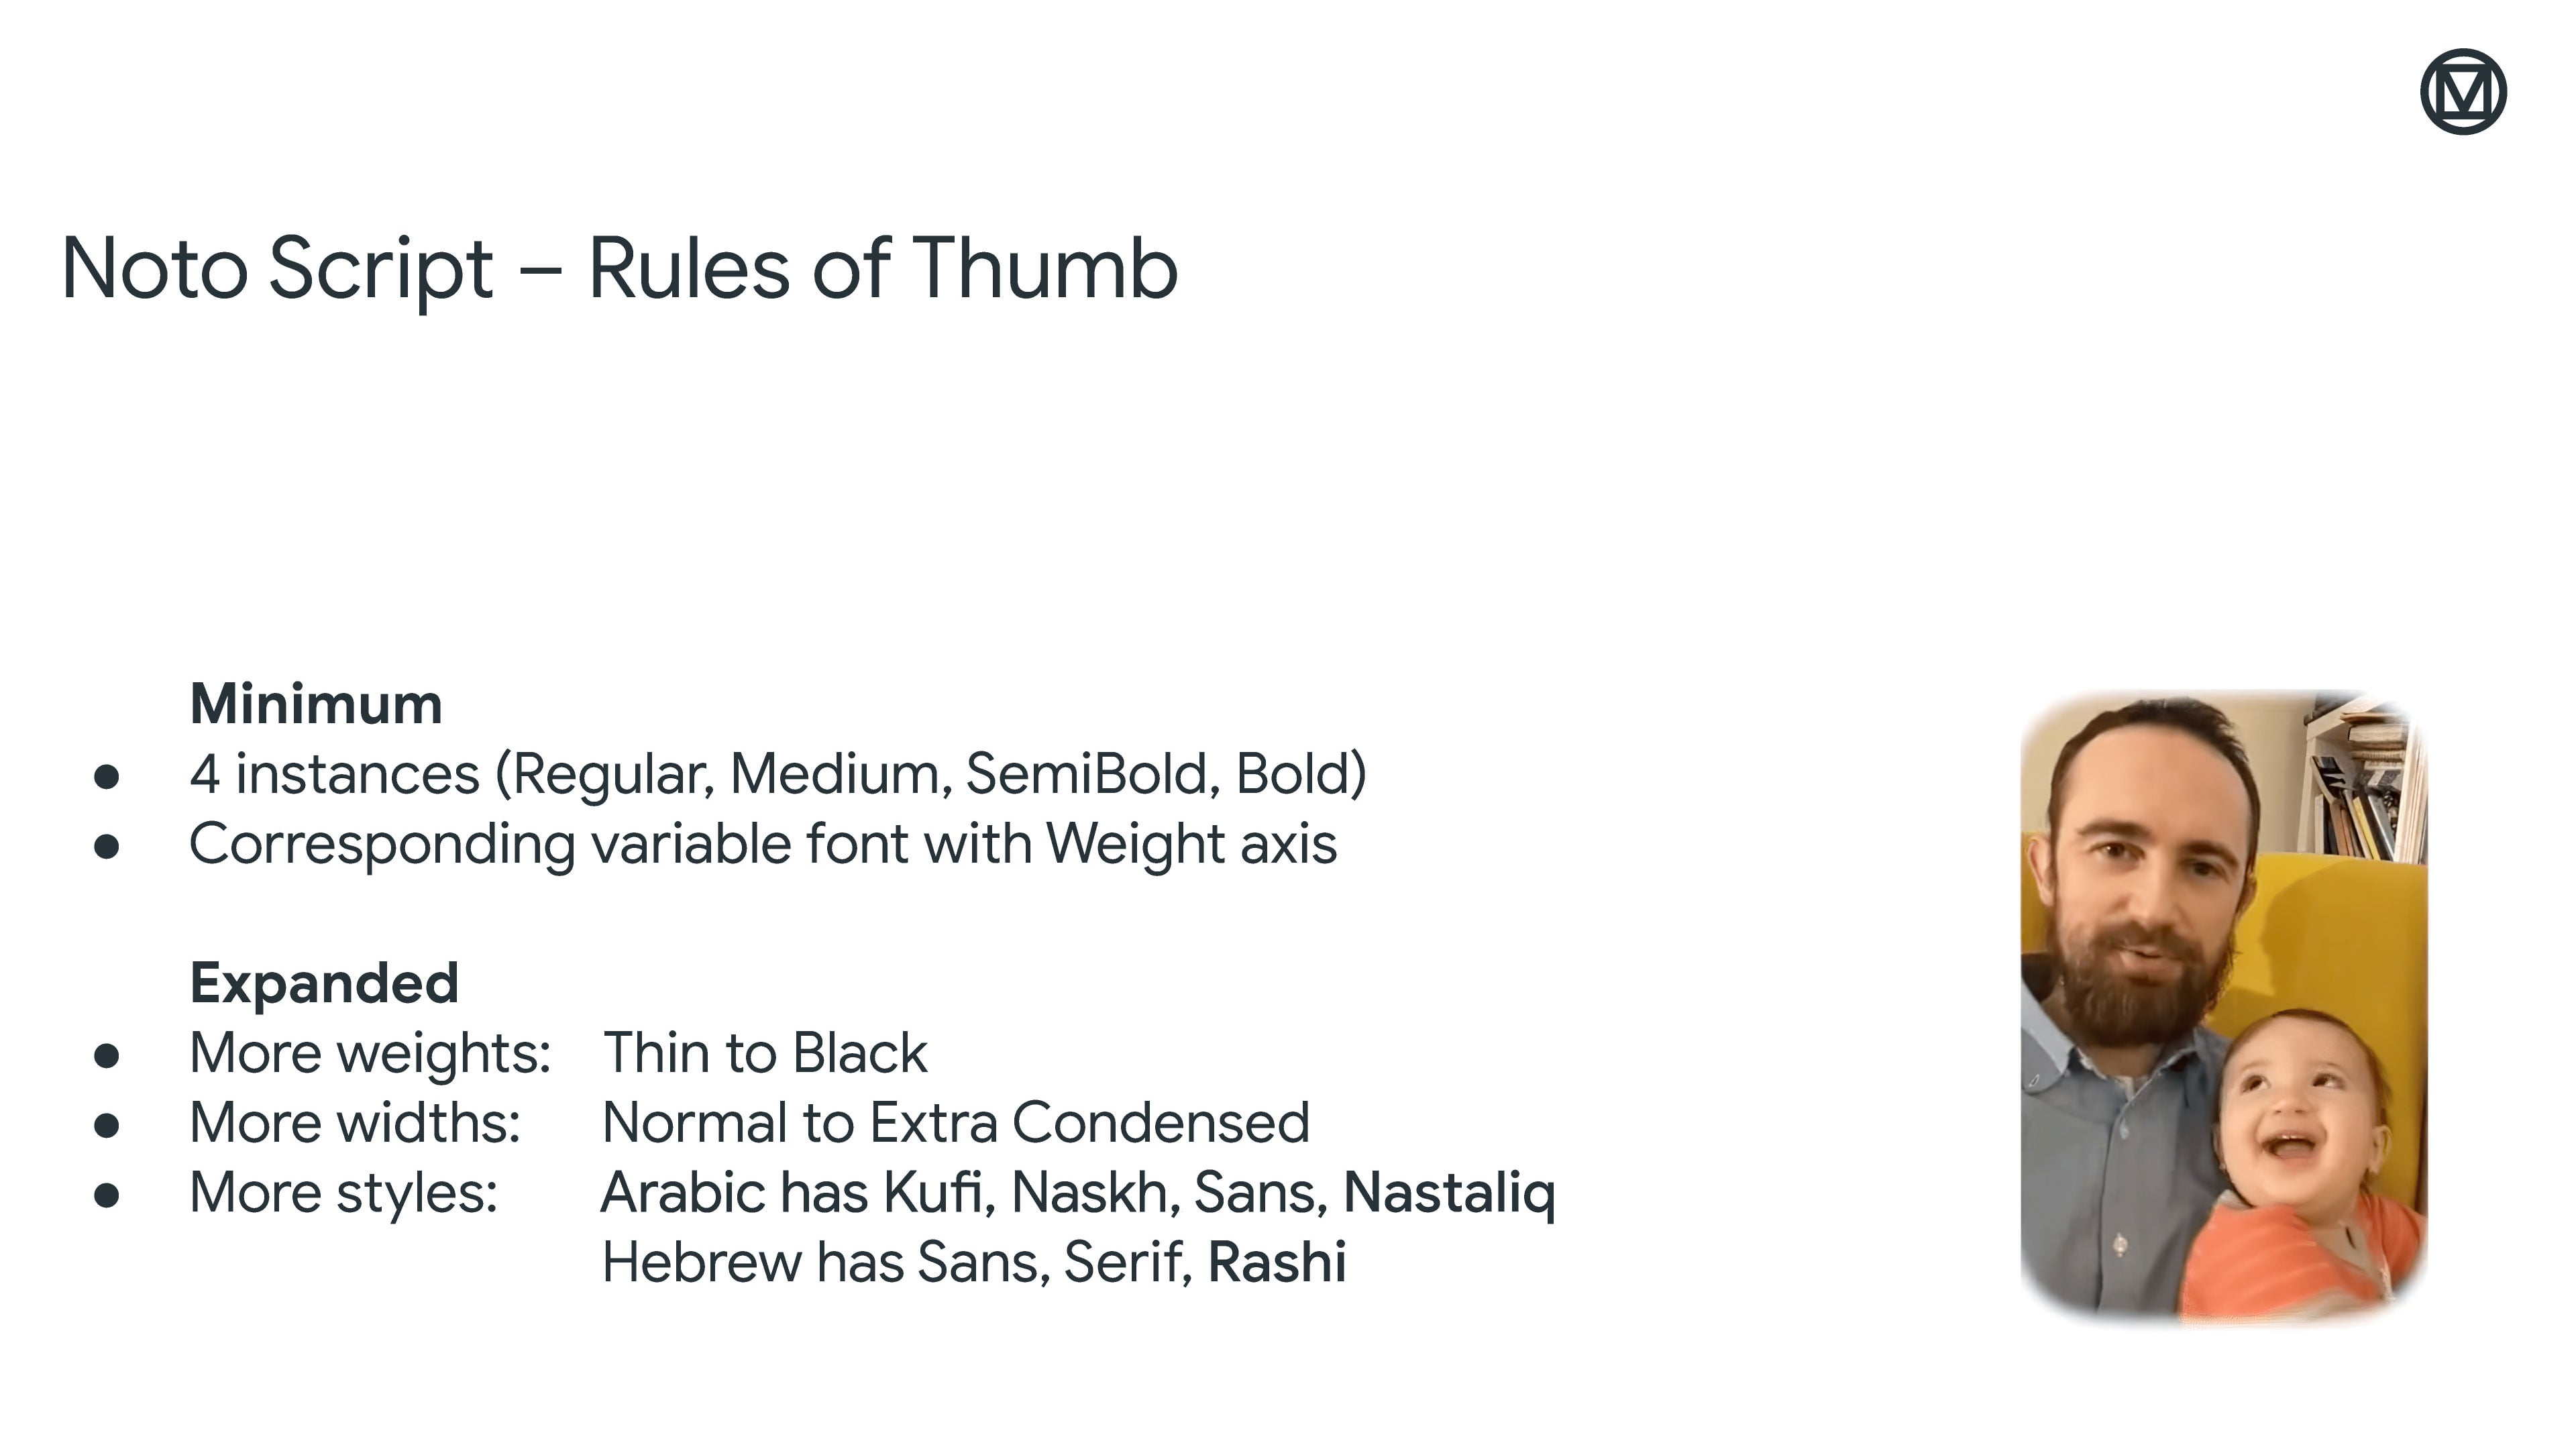 Noto Script – Rules of Thumb
Minimum
● 4 instances (Regular, Medium, SemiBold, Bold)
● Corresponding variable font with Weight axis
Expanded
● More weights: Thin to Black
● More widths: Normal to Extra Condensed
● More styles: Arabic has Kufi, Naskh, Sans, Nastaliq
Hebrew has Sans, Serif, Rashi